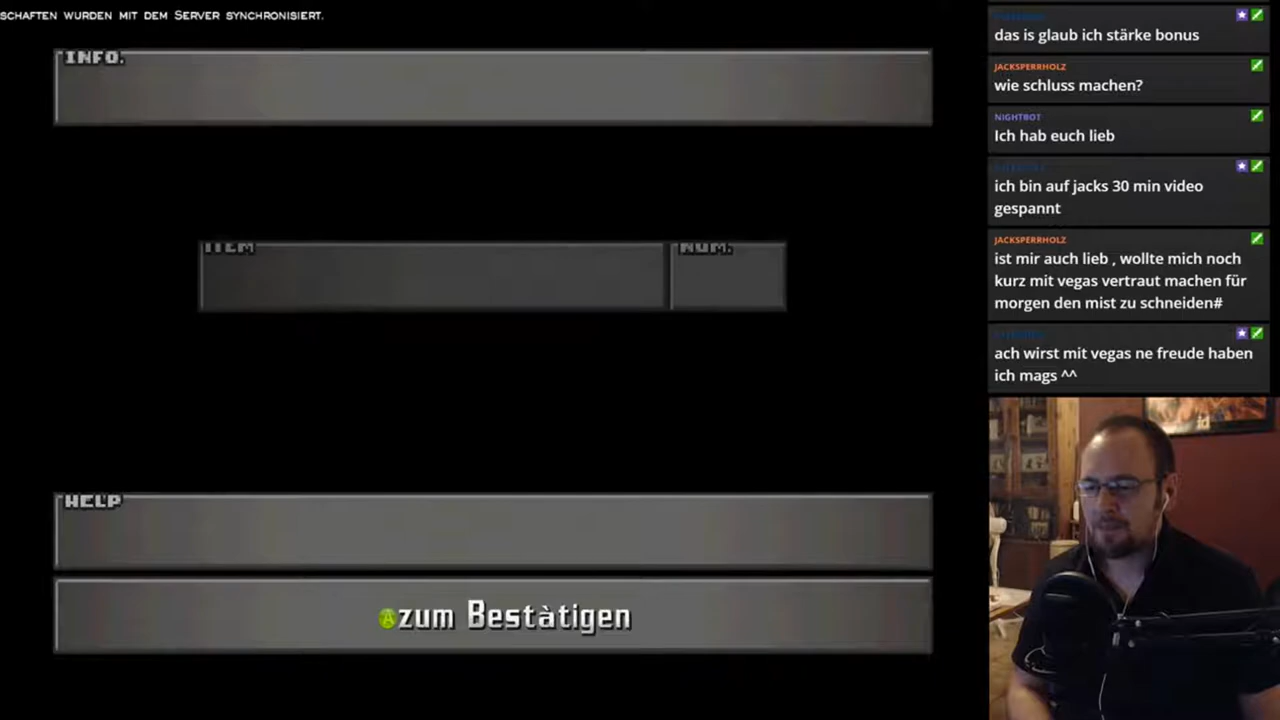 SCHAFTEN WURDEN MIT DEM SERVER SYNCHRONISIERT.
INFO.
ITEM
NUM.
HELP
A zum Bestàtigen
das is glaub ich stärke bonus
JACKSPERRHOLZ
wie schluss machen?
NIGHTBOT
Ich hab euch lieb
ich bin auf jacks 30 min video
gespannt
JACKSPERRHOLZ
ist mir auch lieb , wollte mich noch
kurz mit vegas vertraut machen für
morgen den mist zu schneiden#
ach wirst mit vegas ne freude haben
ich mags ^^